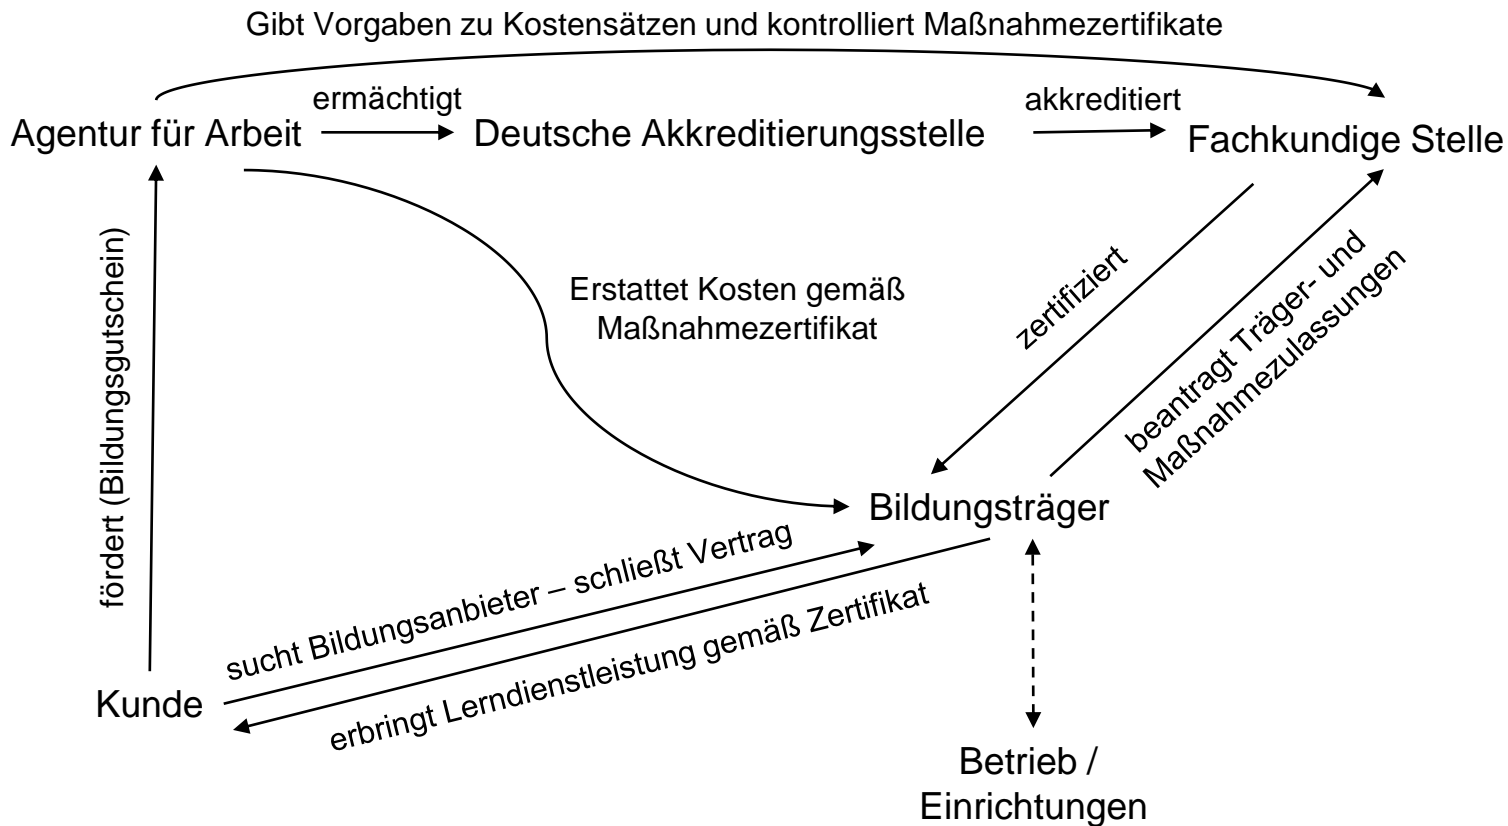 Gibt Vorgaben zu Kostensätzen und kontrolliert Maßnahmezertifikate
ermächtigt
akkreditiert
Agentur für Arbeit
Deutsche Akkreditierungsstelle
Fachkundige Stelle
fördert (Bildungsgutschein)
Erstattet Kosten gemäß
Maßnahmezertifikat
zertifiziert
beantragt Träger- und
Maßnahmezulassungen
Bildungsträger
sucht Bildungsanbieter – schließt Vertrag
erbringt Lerndienstleistung gemäß Zertifikat
Kunde
Betrieb /
Einrichtungen